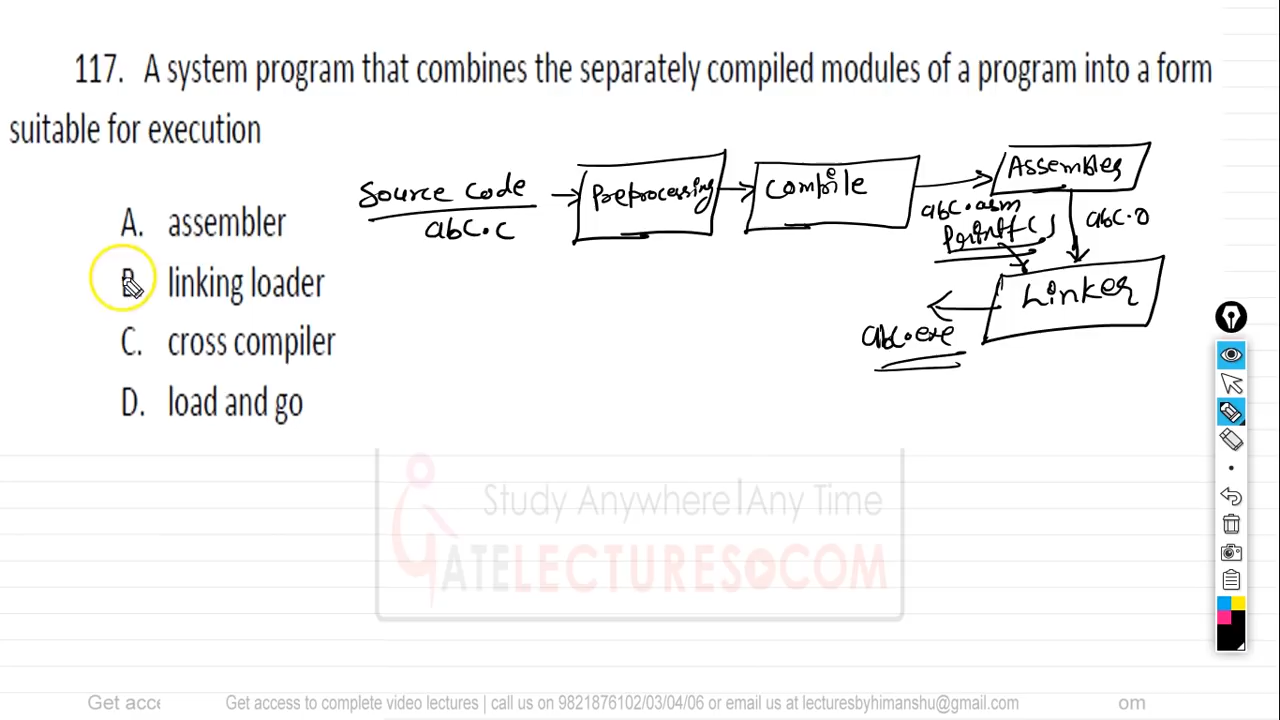 117. A system program that combines the separately compiled modules of a program into a form
suitable for execution
A. assembler
B. linking loader
C. cross compiler
D. load and go
Source code
abc.c
Preprocessing
Compile
Assembler
abc.asm
printf()
abc.o
Linker
abc.exe
Study Anywhere|Any Time
GATELECTURES.COM
Get acce
Get access to complete video lectures | call us on 9821876102/03/04/06 or email us at lecturesbyhimanshu@gmail.com
om